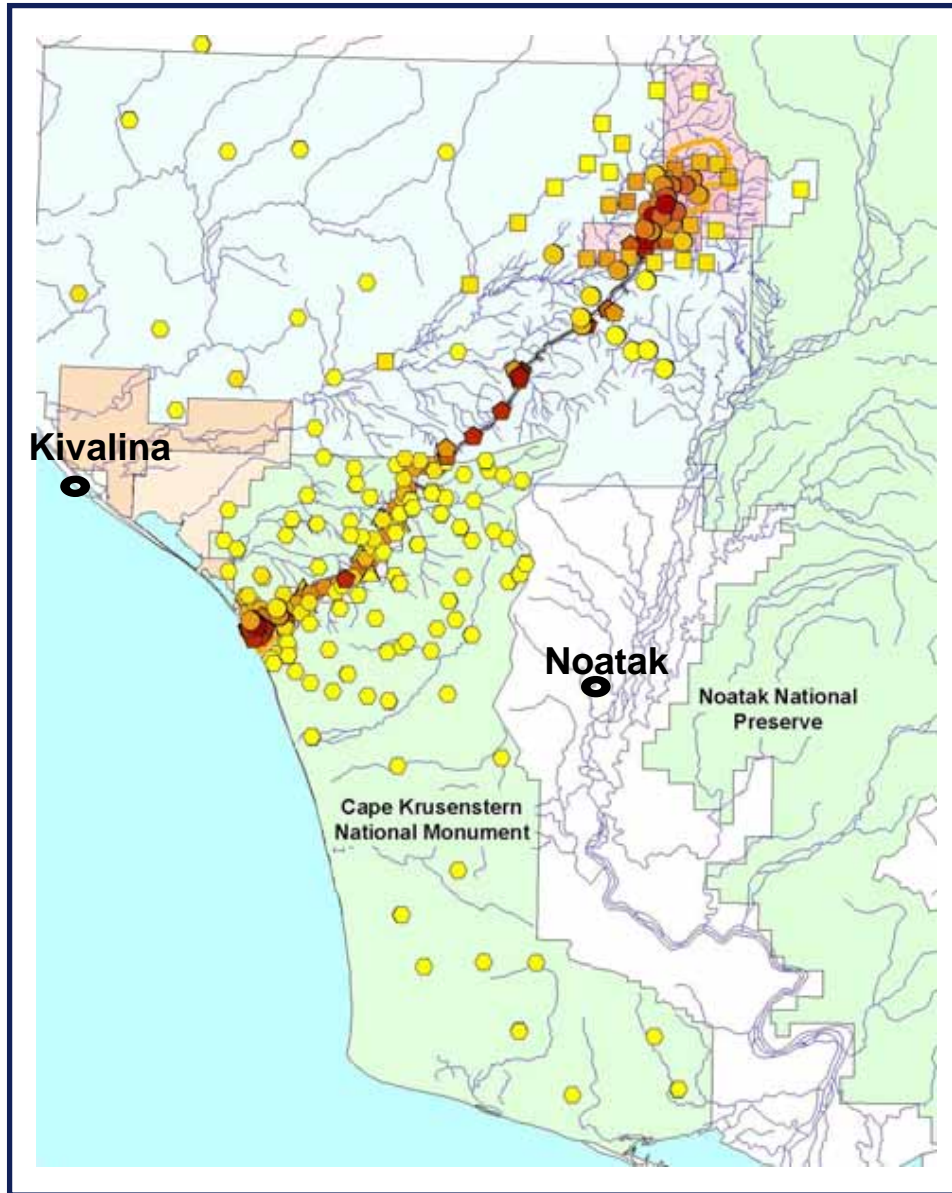 Kivalina
Noatak
Noatak National
Preserve
Cape Krusenstern
National Monument